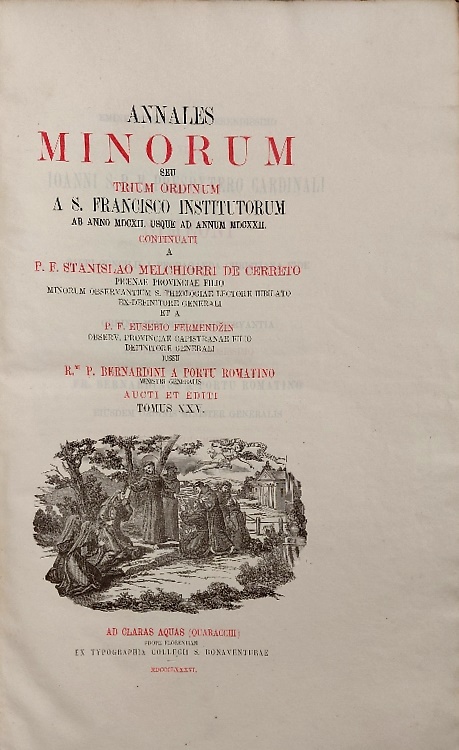 ANNALES
MINORUM
SEU
TRIUM ORDINUM
A S. FRANCISCO INSTITUTORUM
AB ANNO MDCXII. USQUE AD ANNUM MDCXXII.
CONTINUATI
A
P. F. STANISLAO MELCHIORRI DE CERRETO
PICENAE PROVINCIAE FILIO
MINORUM OBSERVANTIUM S. THEOLOGIAE LECTORE IUBILATO
EX-DEFINITORE GENERALI
ET A
P. F. EUSEBIO FERMENDŽIN
OBSERV. PROVINCIAE CAPISTRANAE FILIO
DEFINITORE GENERALI
IUSSU
R.MI P. BERNARDINI A PORTU ROMATINO
MINISTRI GENERALIS
AUCTI ET EDITI
TOMUS XXV.
AD CLARAS AQUAS (QUARACCHI)
PROPE FLORENTIAM
EX TYPOGRAPHIA COLLEGII S. BONAVENTURAE
MDCCCLXXXVI.